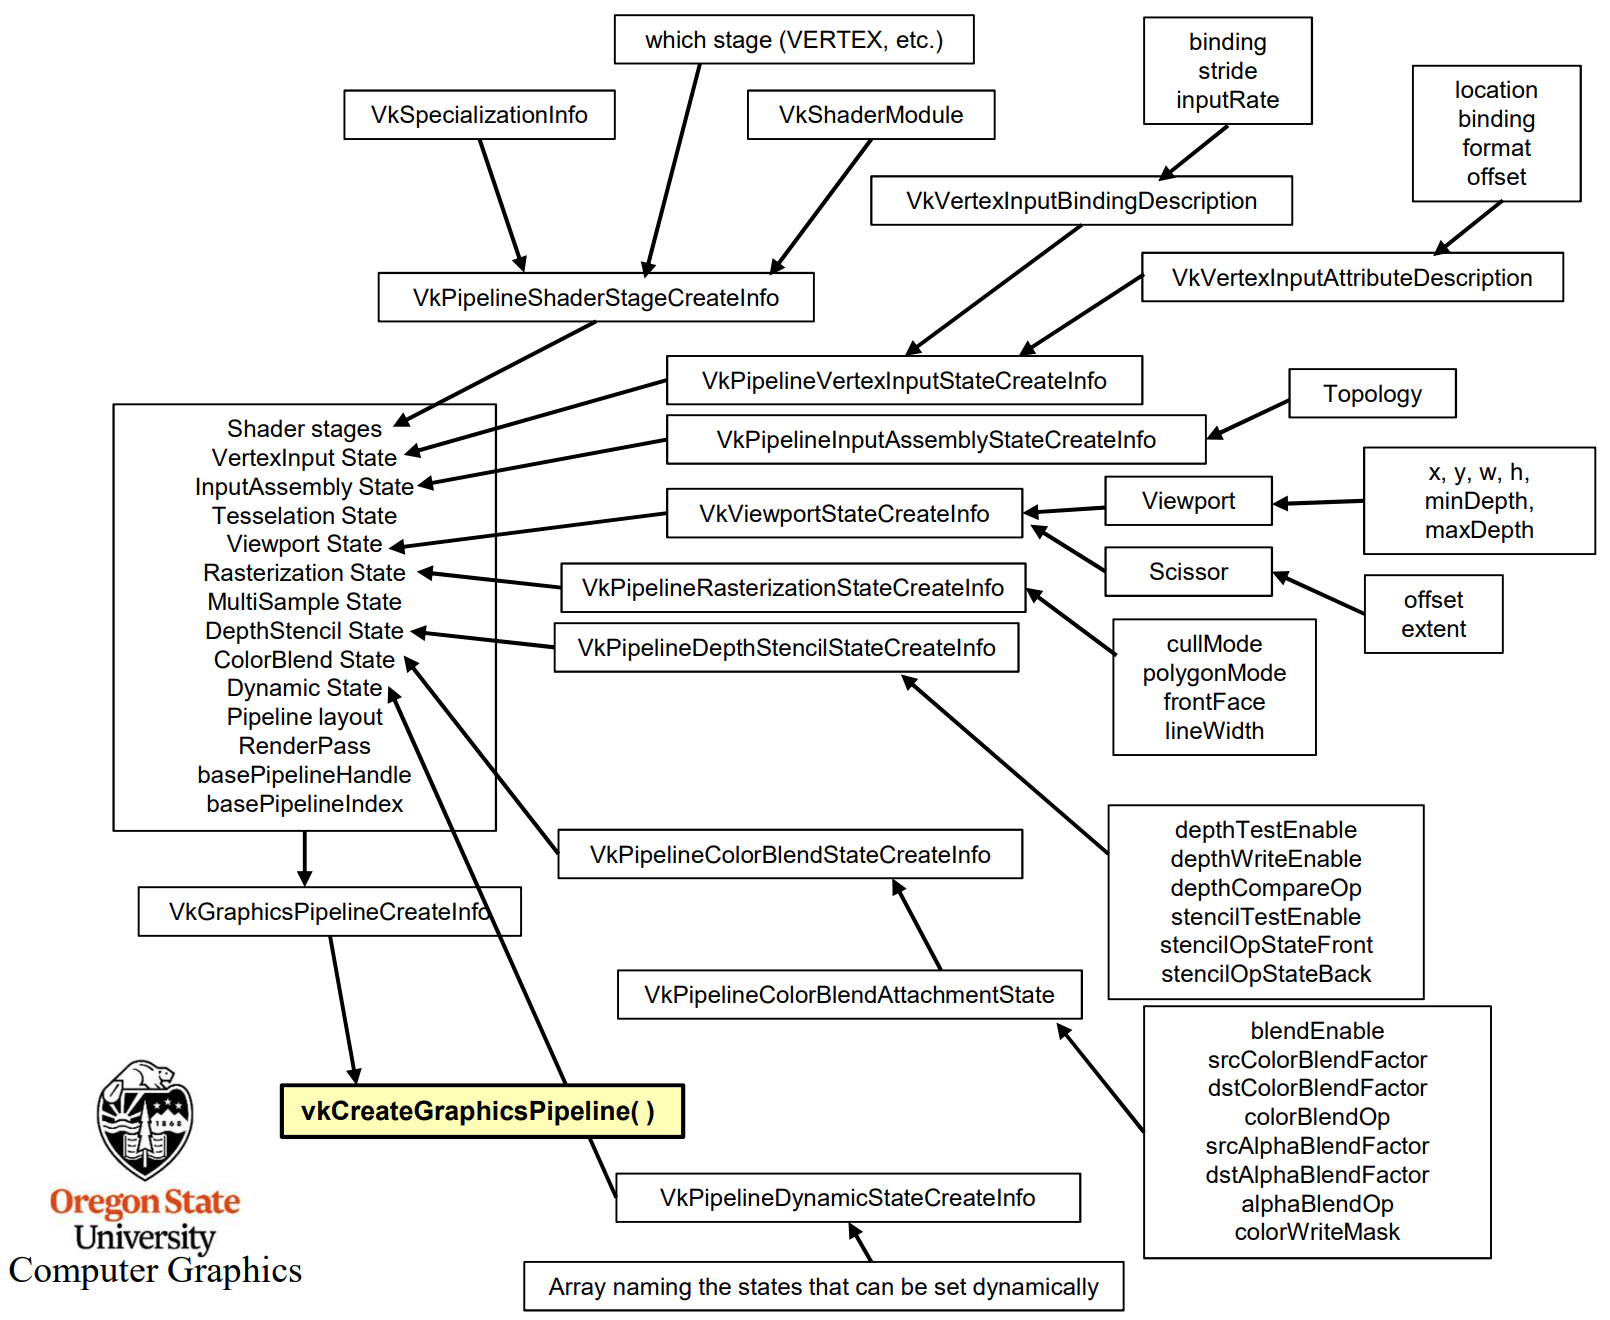 which stage (VERTEX, etc.)
binding
stride
inputRate
location
binding
format
offset
VkSpecializationInfo
VkShaderModule
VkVertexInputBindingDescription
VkVertexInputAttributeDescription
VkPipelineShaderStageCreateInfo
VkPipelineVertexInputStateCreateInfo
Topology
VkPipelineInputAssemblyStateCreateInfo
Shader stages
VertexInput State
InputAssembly State
Tesselation State
Viewport State
Rasterization State
MultiSample State
DepthStencil State
ColorBlend State
Dynamic State
Pipeline layout
RenderPass
basePipelineHandle
basePipelineIndex
VkViewportStateCreateInfo
Viewport
x, y, w, h,
minDepth,
maxDepth
Scissor
offset
extent
VkPipelineRasterizationStateCreateInfo
cullMode
polygonMode
frontFace
lineWidth
VkPipelineDepthStencilStateCreateInfo
depthTestEnable
depthWriteEnable
depthCompareOp
stencilTestEnable
stencilOpStateFront
stencilOpStateBack
VkPipelineColorBlendStateCreateInfo
VkGraphicsPipelineCreateInfo
VkPipelineColorBlendAttachmentState
blendEnable
srcColorBlendFactor
dstColorBlendFactor
colorBlendOp
srcAlphaBlendFactor
dstAlphaBlendFactor
alphaBlendOp
colorWriteMask
vkCreateGraphicsPipeline( )
VkPipelineDynamicStateCreateInfo
Array naming the states that can be set dynamically
1868
Oregon State
University
Computer Graphics